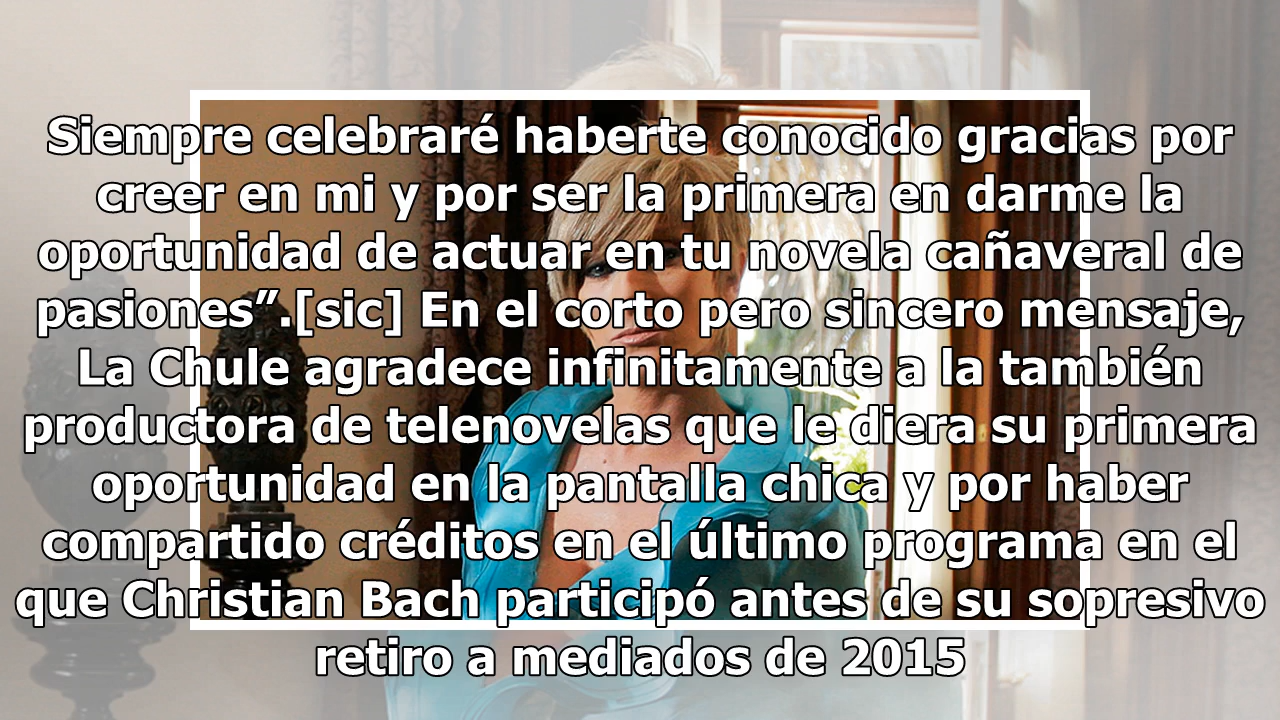 Siempre celebraré haberte conocido gracias por
creer en mi y por ser la primera en darme la
oportunidad de actuar en tu novela cañaveral de
pasiones”.[sic] En el corto pero sincero mensaje,
La Chule agradece infinitamente a la también
productora de telenovelas que le diera su primera
oportunidad en la pantalla chica y por haber
compartido créditos en el último programa en el
que Christian Bach participó antes de su sopresivo
retiro a mediados de 2015